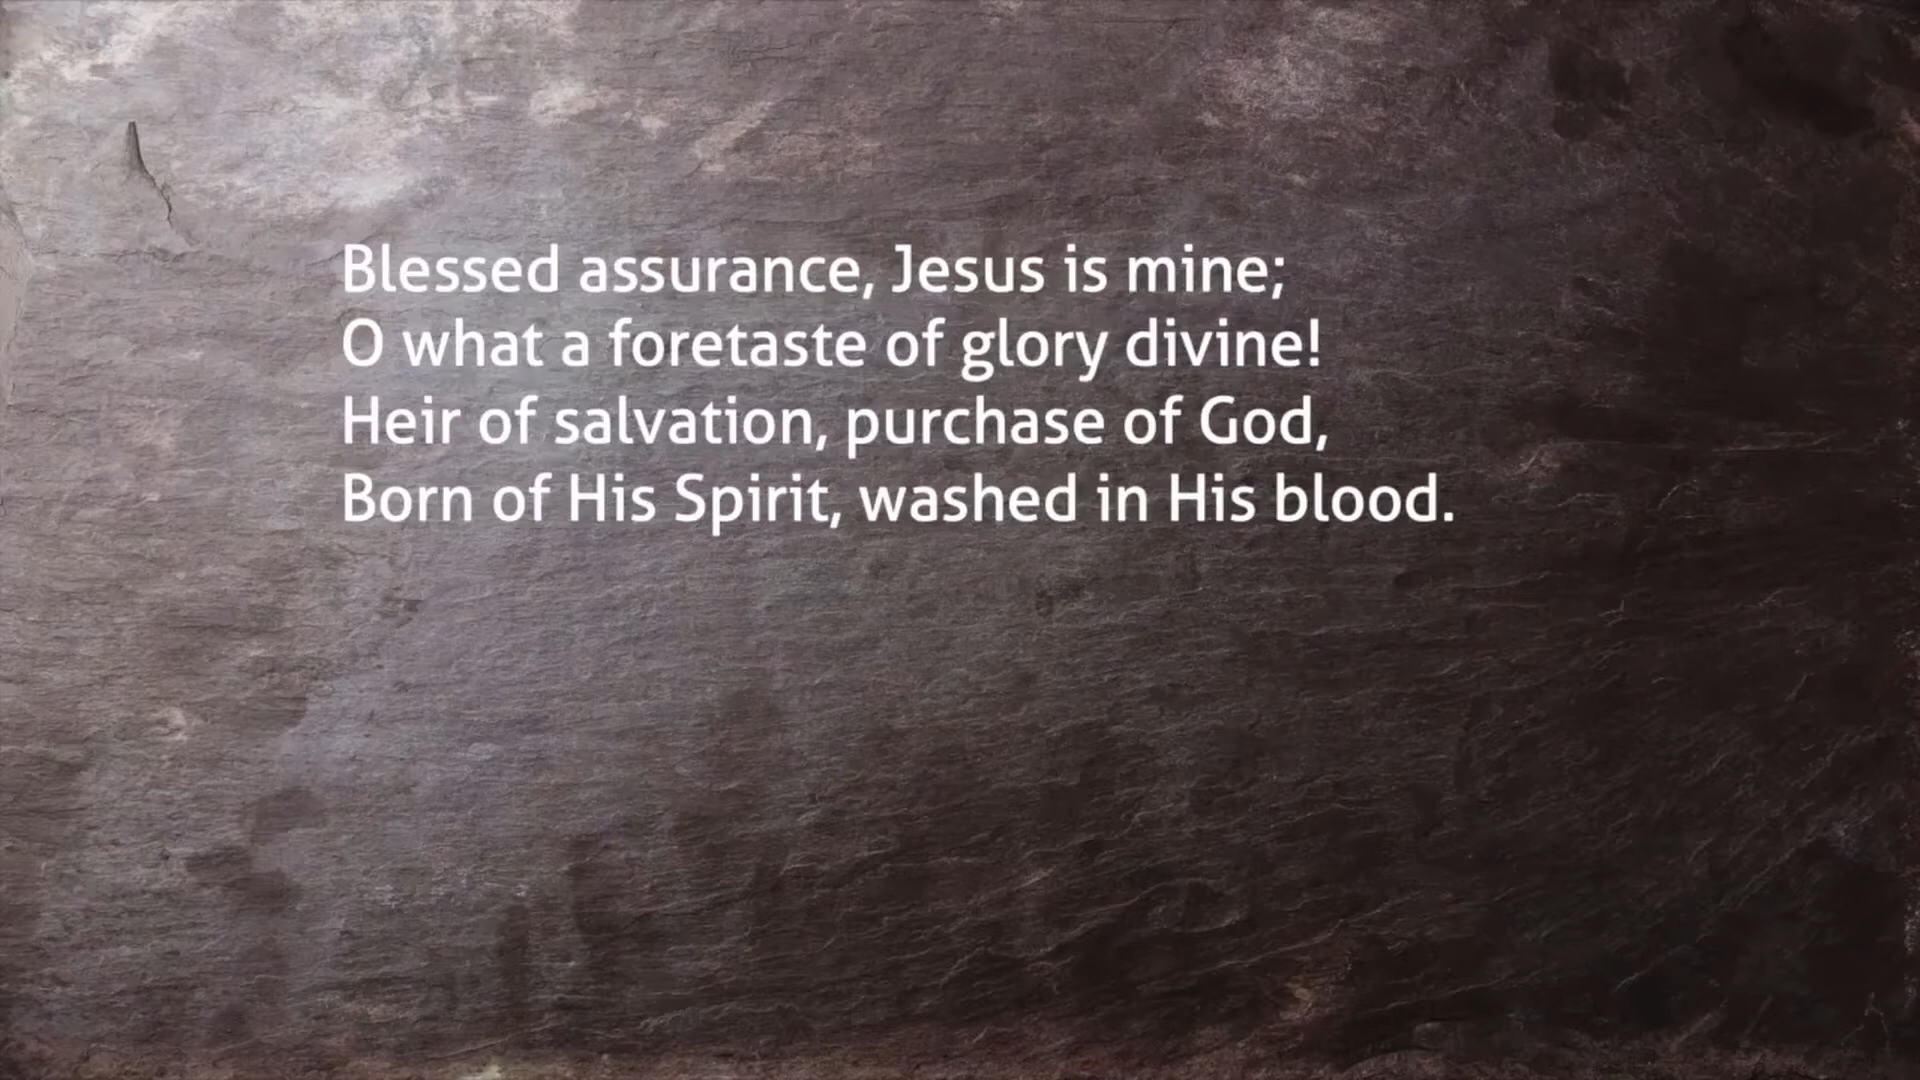 Blessed assurance, Jesus is mine;
O what a foretaste of glory divine!
Heir of salvation, purchase of God,
Born of His Spirit, washed in His blood.